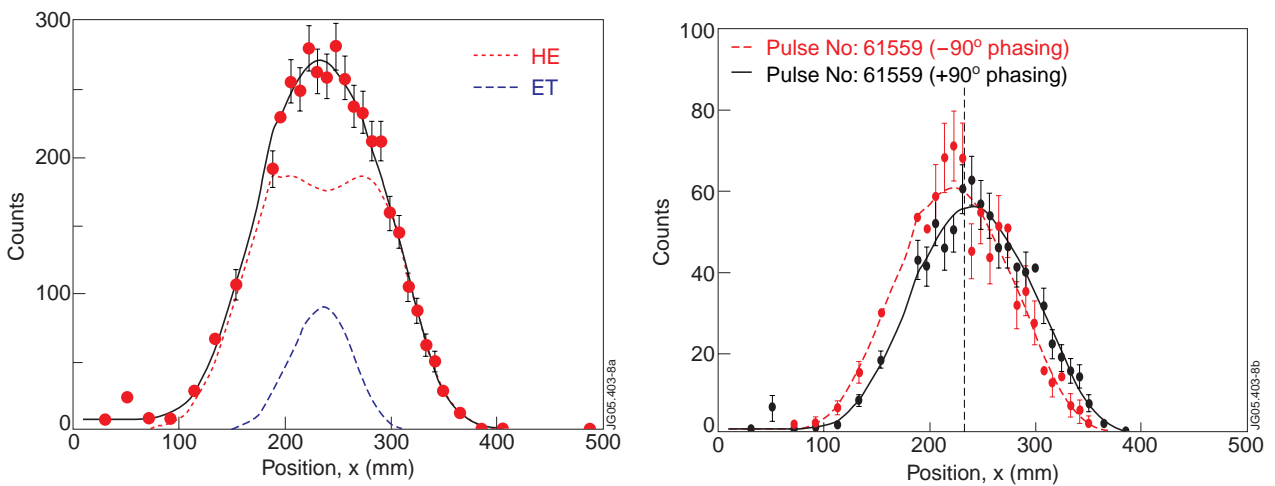 300
200
100
0
Counts
HE
ET
0 100 200 300 400 500
Position, x (mm)
JG05.403-8a
100
80
60
40
20
0
Counts
Pulse No: 61559 (–90° phasing)
Pulse No: 61559 (+90° phasing)
0 100 200 300 400 500
Position, x (mm)
JG05.403-8b